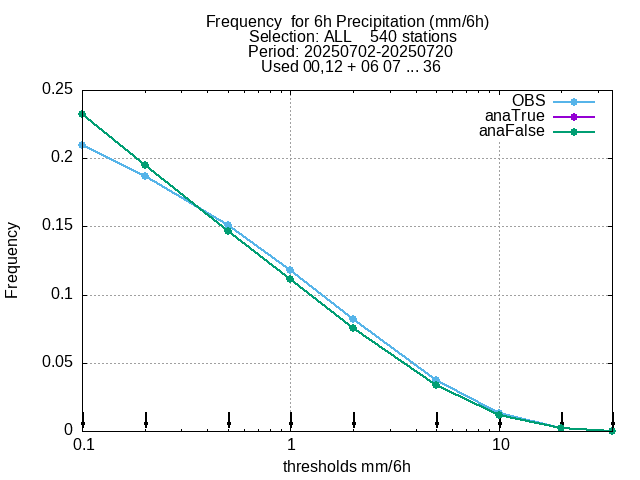 Frequency  for 6h Precipitation (mm/6h)
Selection: ALL    540 stations
Period: 20250702-20250720
Used 00,12 + 06 07 ... 36
OBS
anaTrue
anaFalse
0.25
0.2
0.15
0.1
0.05
0
Frequency
0.1 1 10
thresholds mm/6h